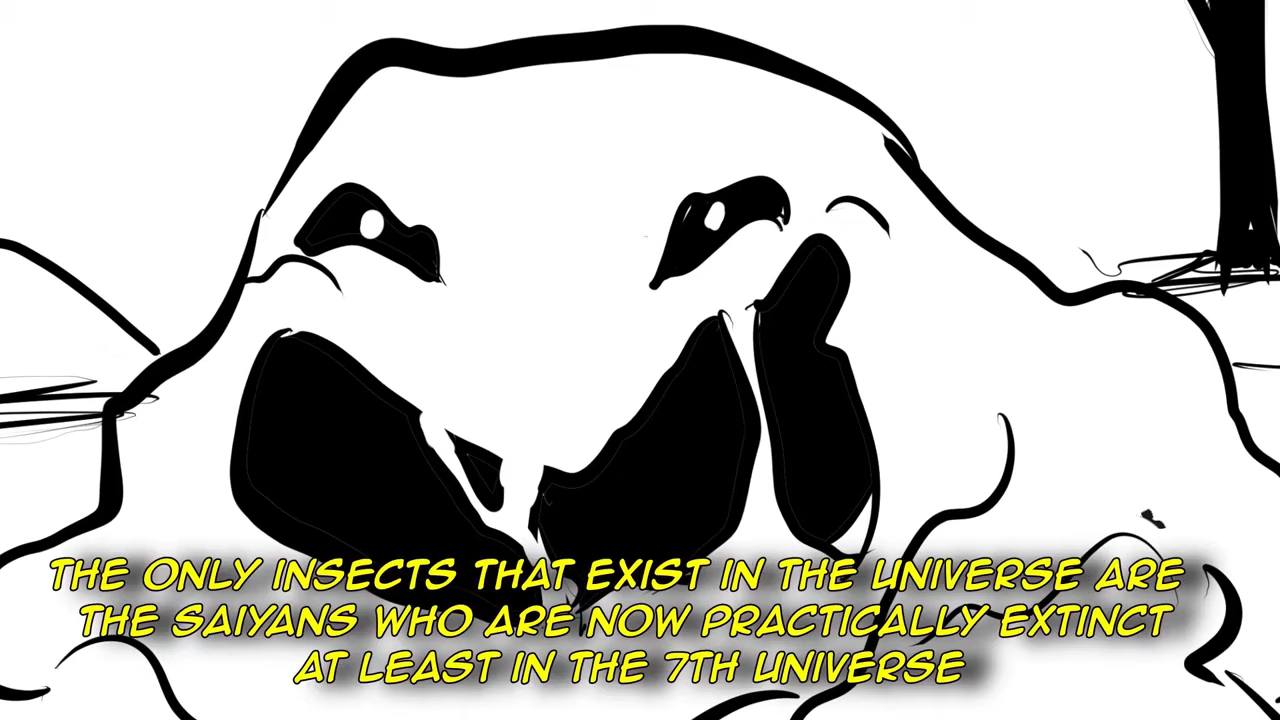 THE ONLY INSECTS THAT EXIST IN THE UNIVERSE ARE
THE SAIYANS WHO ARE NOW PRACTICALLY EXTINCT
AT LEAST IN THE 7TH UNIVERSE